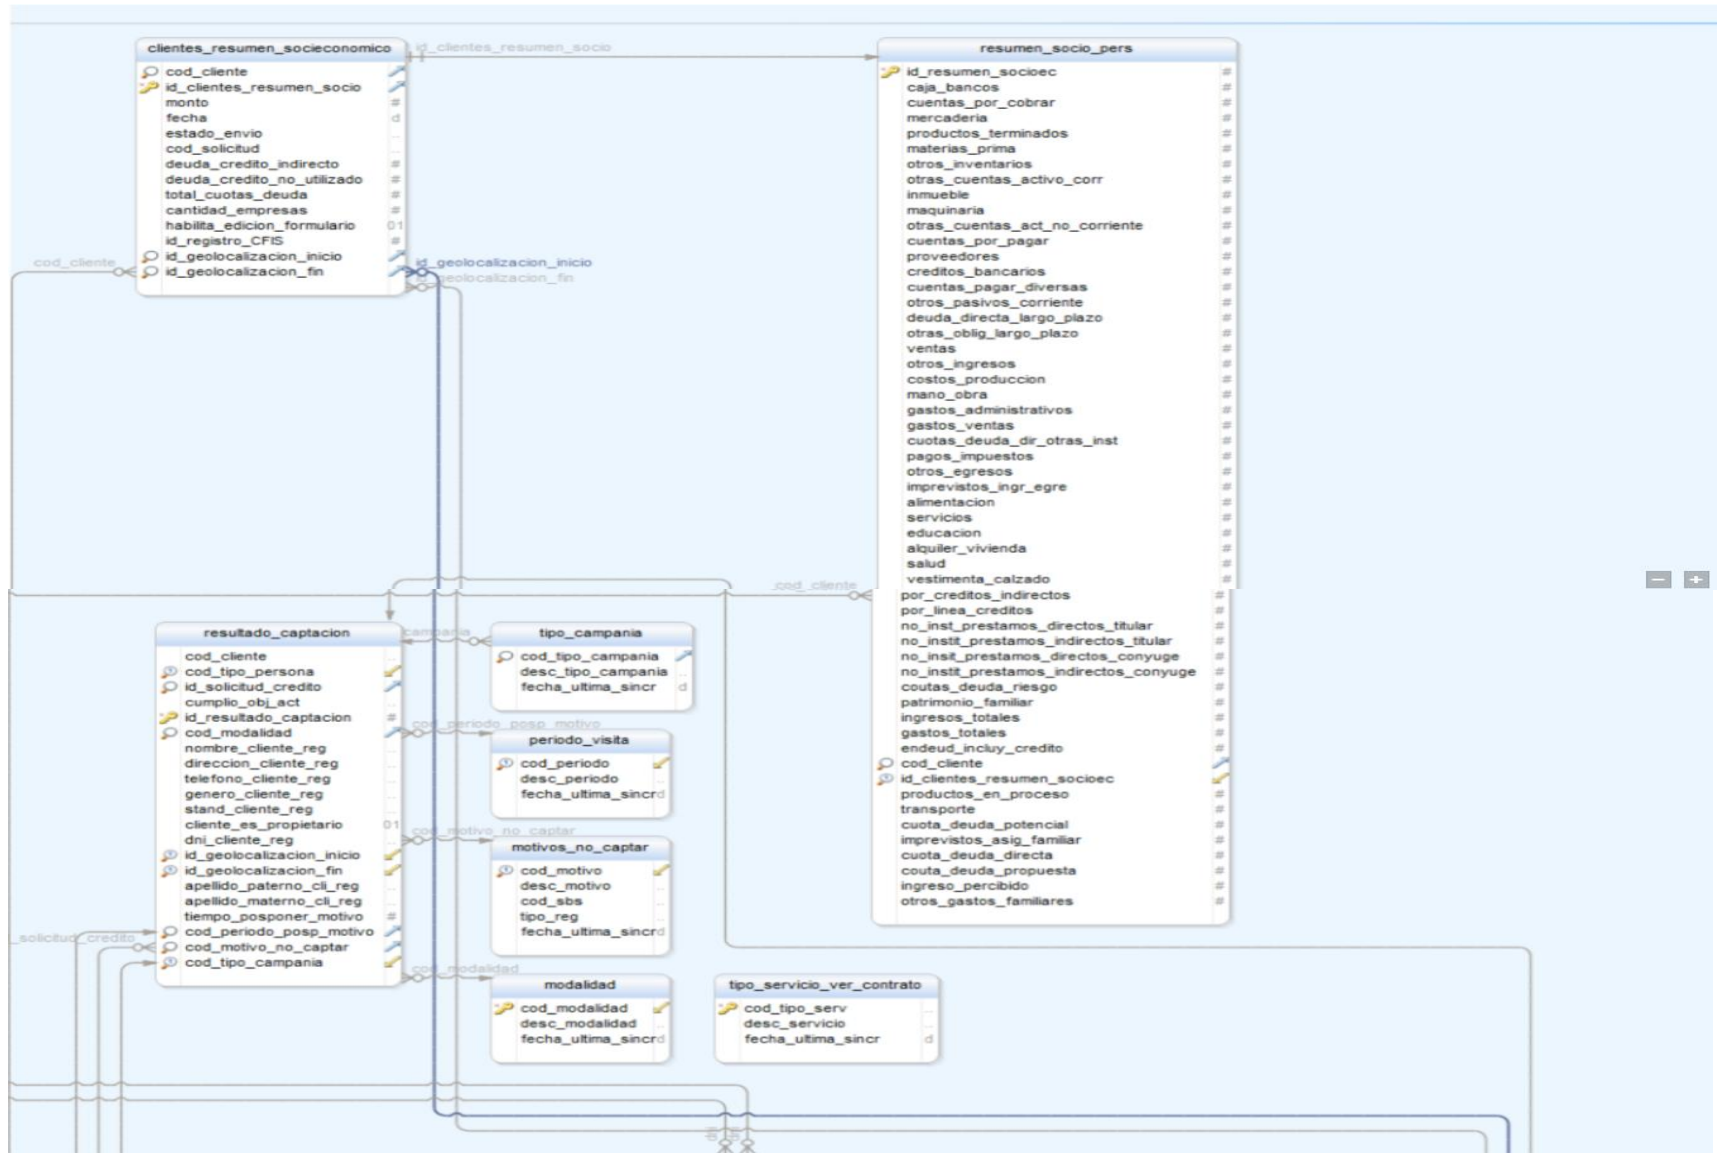 clientes_resumen_socieconomico
cod_cliente
id_clientes_resumen_socio
monto #
fecha d
estado_envio
cod_solicitud
deuda_credito_indirecto #
deuda_credito_no_utilizado #
total_cuotas_deuda #
cantidad_empresas #
habilita_edicion_formulario 01
id_registro_CFIS #
id_geolocalizacion_inicio
id_geolocalizacion_fin
id_clientes_resumen_socio
cod_cliente
id_geolocalizacion_inicio
id_geolocalizacion_fin
resumen_socio_pers
id_resumen_socioec #
caja_bancos #
cuentas_por_cobrar #
mercaderia #
productos_terminados #
materias_prima #
otros_inventarios #
otras_cuentas_activo_corr #
inmueble #
maquinaria #
otras_cuentas_act_no_corriente #
cuentas_por_pagar #
proveedores #
creditos_bancarios #
cuentas_pagar_diversas #
otros_pasivos_corriente #
deuda_directa_largo_plazo #
otras_oblig_largo_plazo #
ventas #
otros_ingresos #
costos_produccion #
mano_obra #
gastos_administrativos #
gastos_ventas #
cuotas_deuda_dir_otras_inst #
pagos_impuestos #
otros_egresos #
imprevistos_ingr_egre #
alimentacion #
servicios #
educacion #
alquiler_vivienda #
salud #
vestimenta_calzado #
por_creditos_indirectos #
por_linea_creditos #
no_inst_prestamos_directos_titular #
no_instit_prestamos_indirectos_titular #
no_insit_prestamos_directos_conyuge #
no_instit_prestamos_indirectos_conyuge #
coutas_deuda_riesgo #
patrimonio_familiar #
ingresos_totales #
gastos_totales #
endeud_incluy_credito #
cod_cliente
id_clientes_resumen_socioec
productos_en_proceso #
transporte #
cuota_deuda_potencial #
imprevistos_asig_familiar #
cuota_deuda_directa #
couta_deuda_propuesta #
ingreso_percibido #
otros_gastos_familiares #
cod_cliente
resultado_captacion
cod_cliente
cod_tipo_persona
id_solicitud_credito
cumplio_obj_act
id_resultado_captacion #
cod_modalidad
nombre_cliente_reg
direccion_cliente_reg
telefono_cliente_reg
genero_cliente_reg
stand_cliente_reg
cliente_es_propietario 01
dni_cliente_reg
id_geolocalizacion_inicio
id_geolocalizacion_fin
apellido_paterno_cli_reg
apellido_materno_cli_reg
tiempo_posponer_motivo #
cod_periodo_posp_motivo
cod_motivo_no_captar
cod_tipo_campania
_solicitud_credito
campania
tipo_campania
cod_tipo_campania
desc_tipo_campania
fecha_ultima_sincr d
cod_periodo_posp_motivo
periodo_visita
cod_periodo
desc_periodo
fecha_ultima_sincr d
cod_motivo_no_captar
motivos_no_captar
cod_motivo
desc_motivo
cod_sbs
tipo_reg
fecha_ultima_sincr d
cod_modalidad
modalidad
cod_modalidad
desc_modalidad
fecha_ultima_sincr d
tipo_servicio_ver_contrato
cod_tipo_serv
desc_servicio
fecha_ultima_sincr d